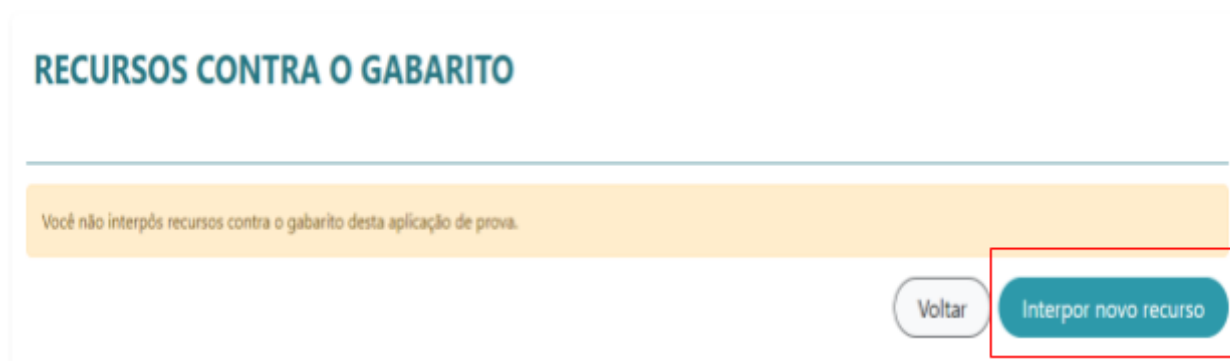 RECURSOS CONTRA O GABARITO
Você não interpôs recursos contra o gabarito desta aplicação de prova.
Voltar
Interpor novo recurso